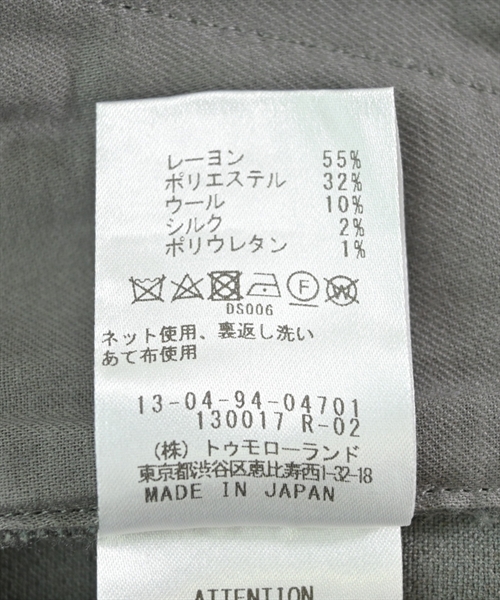 レーヨン 55%
ポリエステル 32%
ウール 10%
シルク 2%
ポリウレタン 1%
F W
DS006
ネット使用、裏返し洗い
あて布使用
13-04-94-04701
130017 R-02
(株) トゥモローランド
東京都渋谷区恵比寿西1-32-18
MADE IN JAPAN
ATTENTION